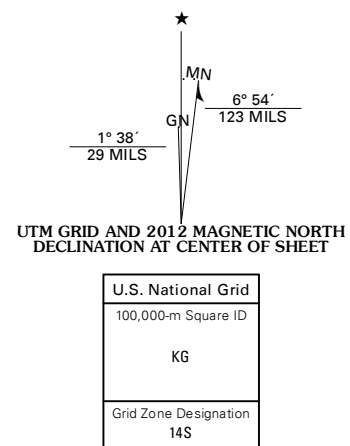 ★
MN
GN
6° 54´
123 MILS
1° 38´
29 MILS
UTM GRID AND 2012 MAGNETIC NORTH
DECLINATION AT CENTER OF SHEET
U.S. National Grid
100,000-m Square ID
KG
Grid Zone Designation
14S